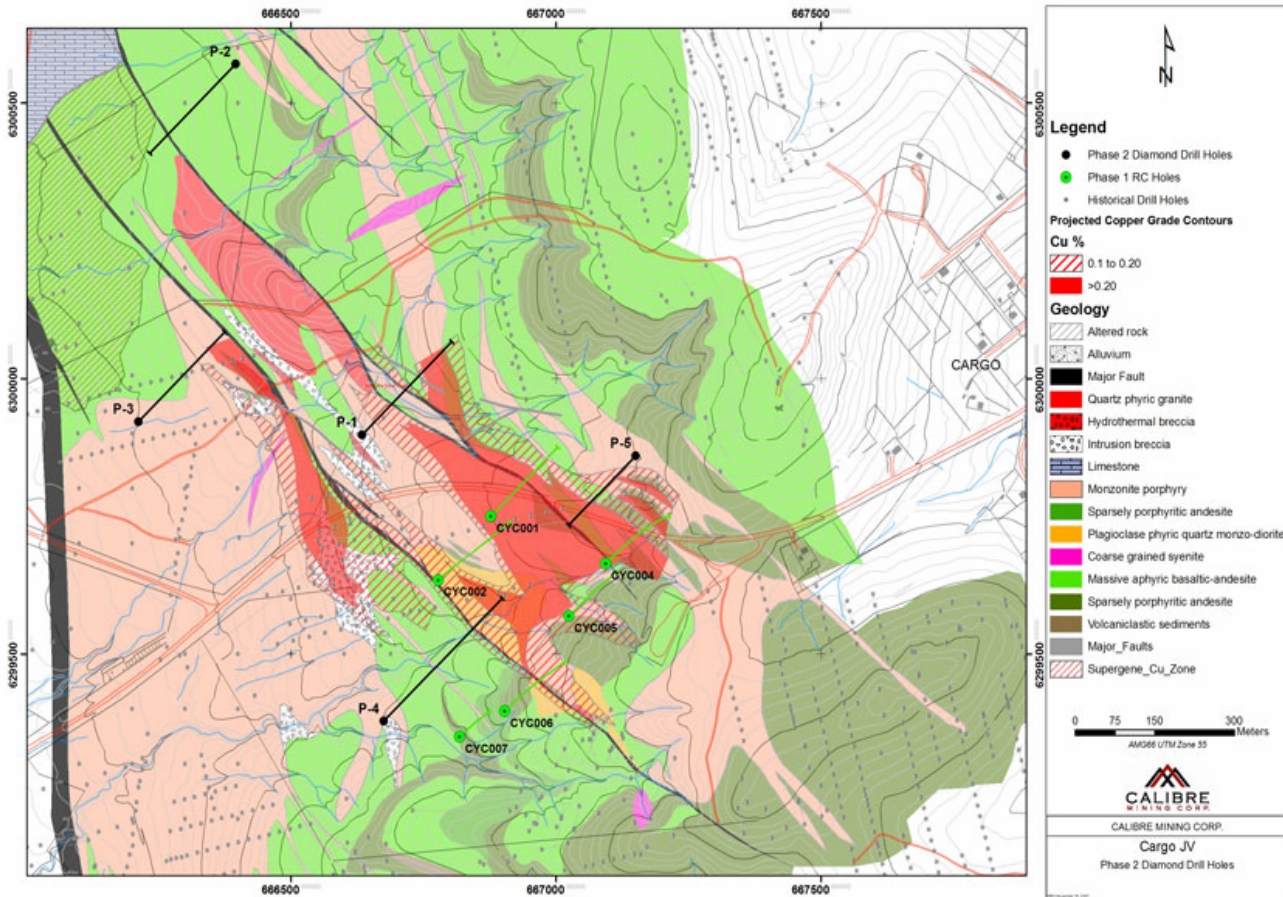 666500
667000
667500
6300500
6300500
P-2
6300000
6300000
CARGO
P-3
P-1
P-5
CYC001
CYC002
CYC004
CYC005
6299500
6299500
P-4
CYC006
CYC007
666500
667000
667500
N
Legend
Phase 2 Diamond Drill Holes
Phase 1 RC Holes
Historical Drill Holes
Projected Copper Grade Contours
Cu %
0.1 to 0.20
>0.20
Geology
Altered rock
Alluvium
Major Fault
Quartz phyric granite
Hydrothermal breccia
Intrusion breccia
Limestone
Monzonite porphyry
Sparsely porphyritic andesite
Plagioclase phyric quartz monzo-diorite
Coarse grained syenite
Massive aphyric basaltic-andesite
Sparsely porphyritic andesite
Volcaniclastic sediments
Major_Faults
Supergene_Cu_Zone
0 75 150 300
Meters
AMG66 UTM Zone 55
CALIBRE
MINING CORP.
CALIBRE MINING CORP.
Cargo JV
Phase 2 Diamond Drill Holes